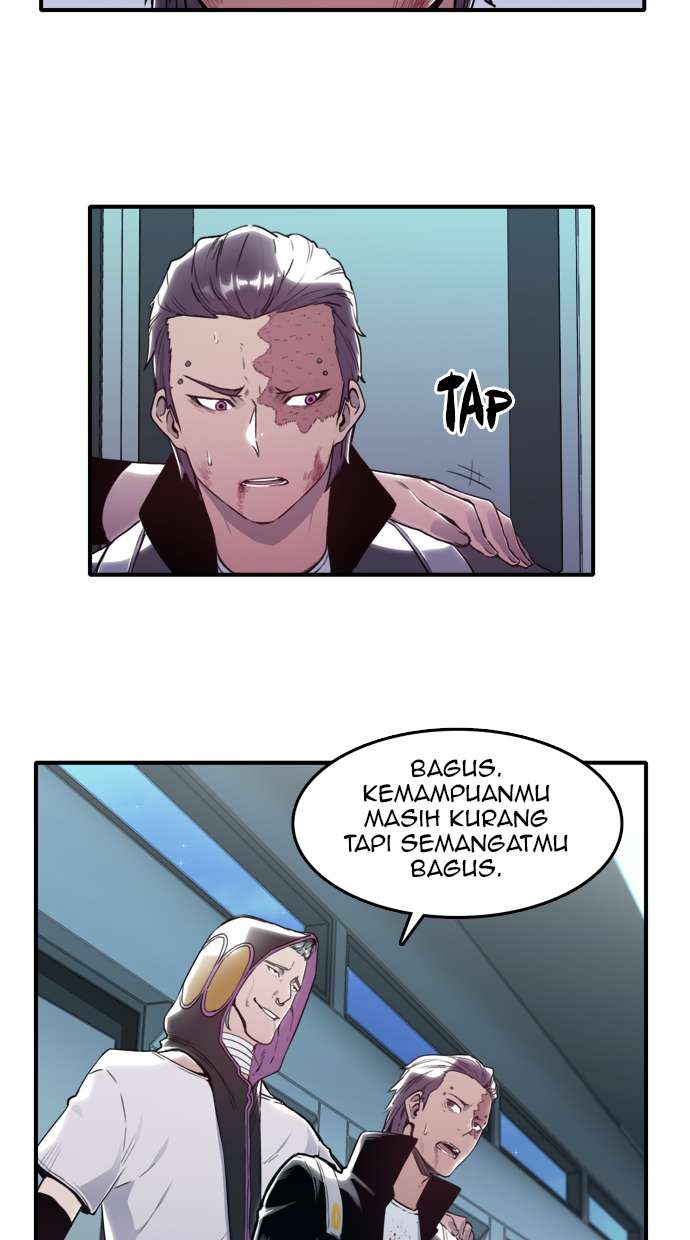 TAP
BAGUS,
KEMAMPUANMU
MASIH KURANG
TAPI SEMANGATMU
BAGUS.